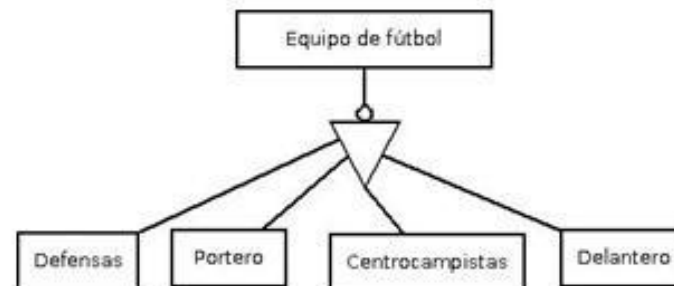 Equipo de fútbol
Defensas
Portero
Centrocampistas
Delantero